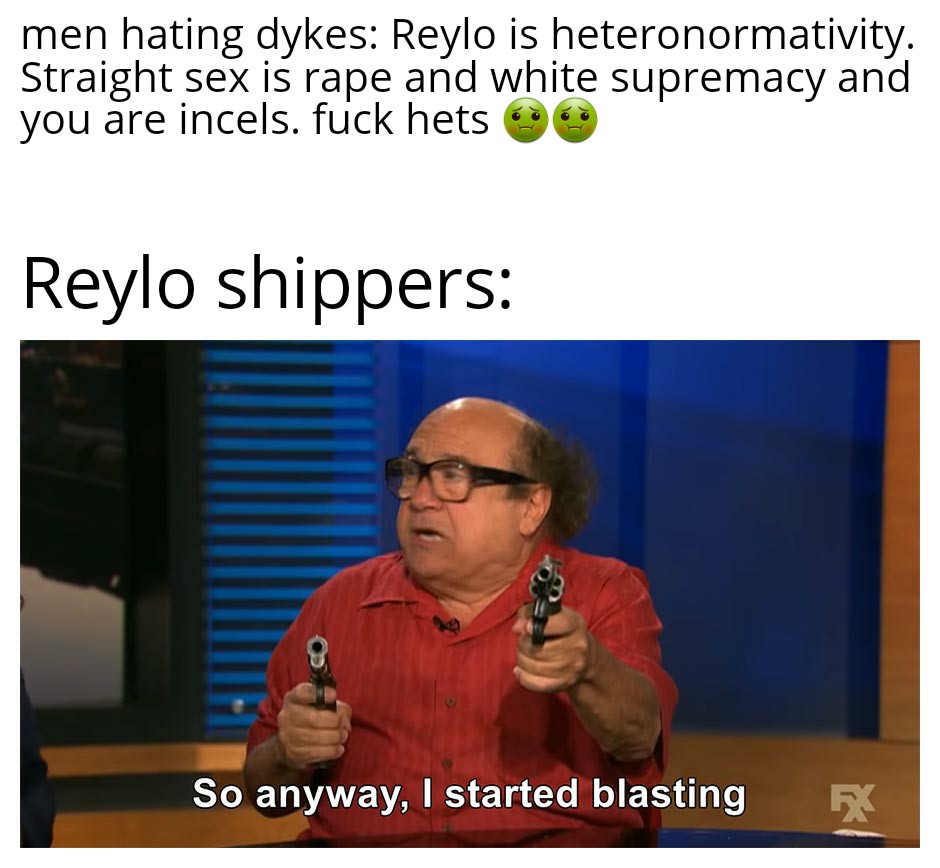 men hating dykes: Reylo is heteronormativity.
Straight sex is rape and white supremacy and
you are incels. fuck hets 🤢🤢
Reylo shippers:
So anyway, I started blasting
FXX